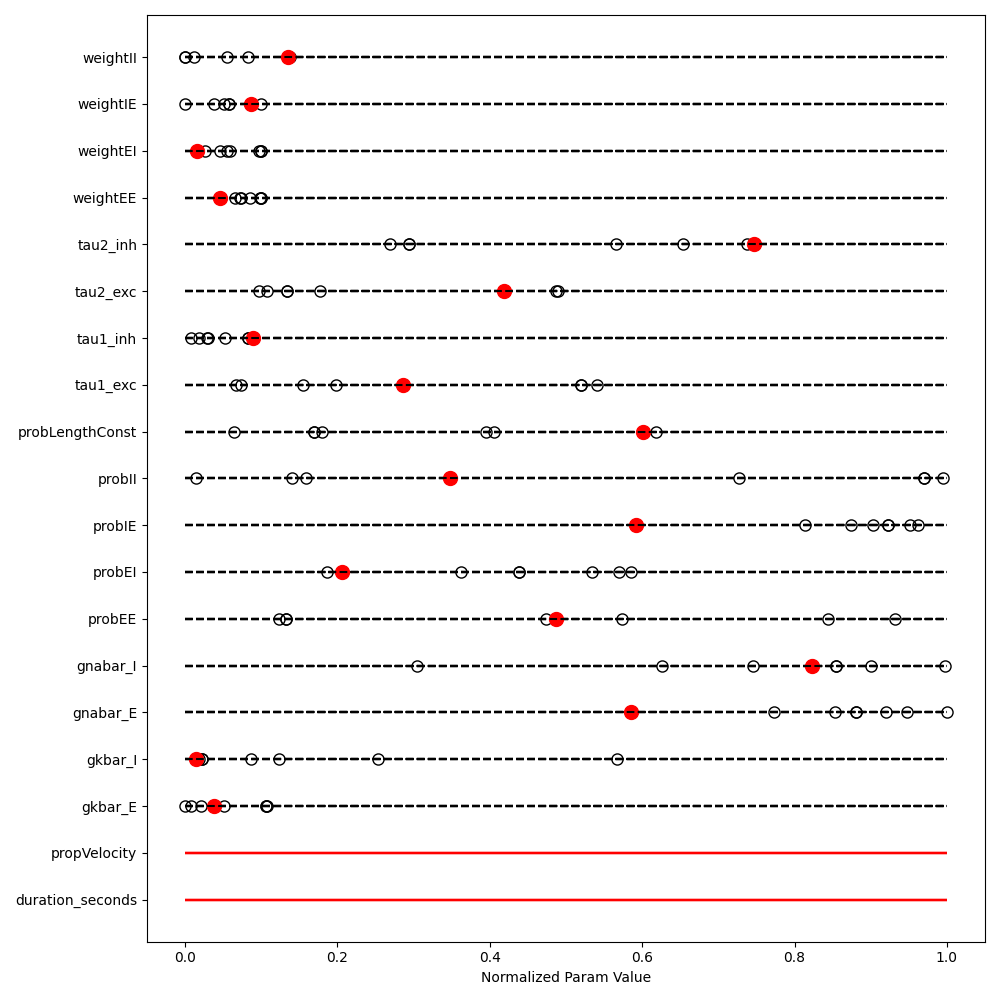 weightII
weightIE
weightEI
weightEE
tau2_inh
tau2_exc
tau1_inh
tau1_exc
probLengthConst
probII
probIE
probEI
probEE
gnabar_I
gnabar_E
gkbar_I
gkbar_E
propVelocity
duration_seconds
0.0 0.2 0.4 0.6 0.8 1.0
Normalized Param Value